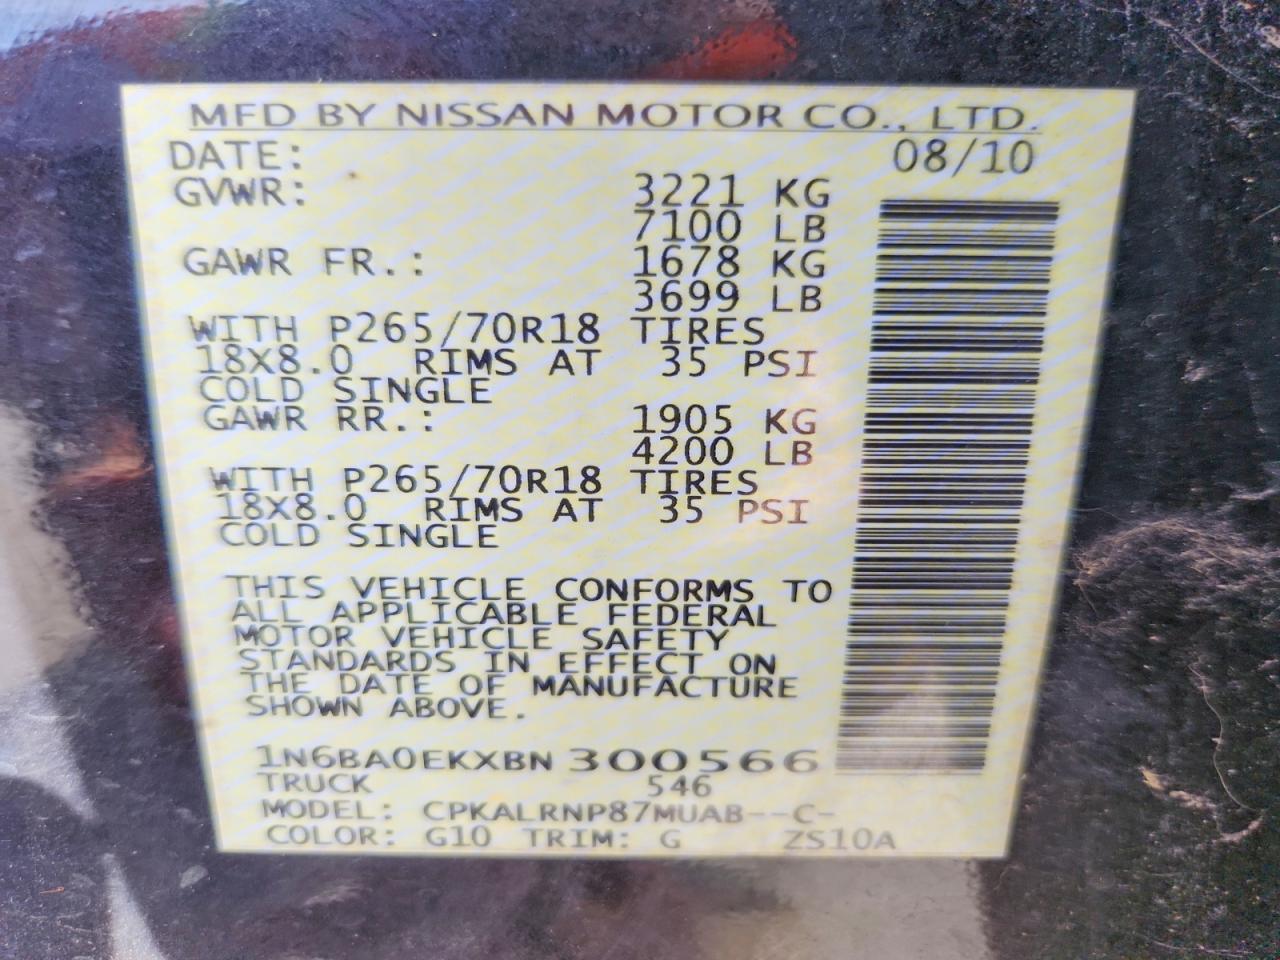 MFD BY NISSAN MOTOR CO., LTD.
DATE: 08/10
GVWR: 3221 KG
7100 LB
GAWR FR.: 1678 KG
3699 LB
WITH P265/70R18 TIRES
18X8.0 RIMS AT 35 PSI
COLD SINGLE
GAWR RR.: 1905 KG
4200 LB
WITH P265/70R18 TIRES
18X8.0 RIMS AT 35 PSI
COLD SINGLE
THIS VEHICLE CONFORMS TO
ALL APPLICABLE FEDERAL
MOTOR VEHICLE SAFETY
STANDARDS IN EFFECT ON
THE DATE OF MANUFACTURE
SHOWN ABOVE.
1N6BA0EKXBN 300566
TRUCK 546
MODEL: CPKALRNP87MUAB--C-
COLOR: G10 TRIM: G ZS10A